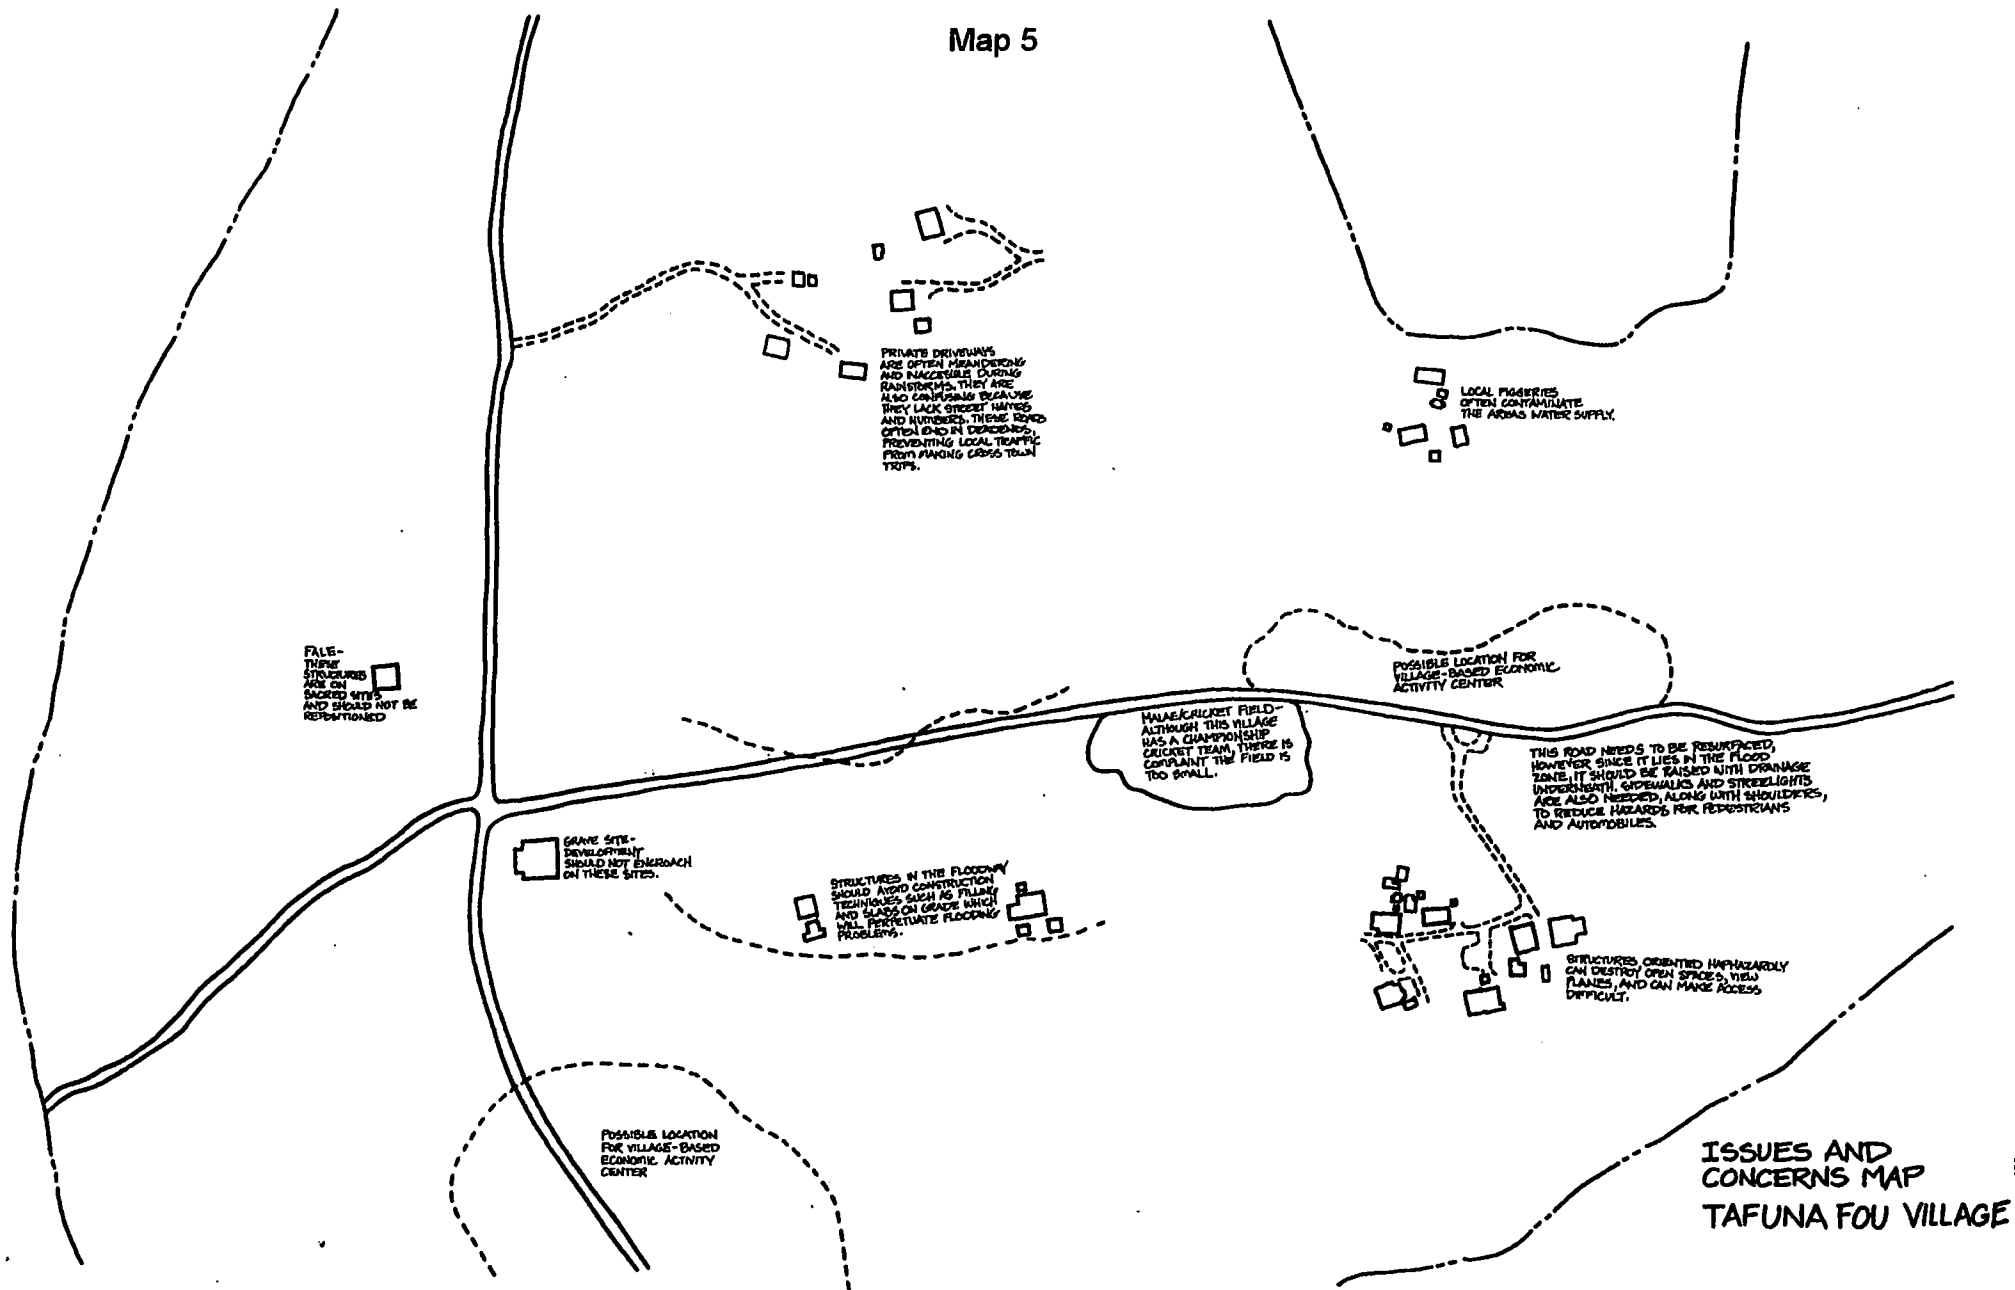 Map 5
PRIVATE DRIVEWAYS
ARE OFTEN MEANDERING
AND INACCESIBLE DURING
RAINSTORMS. THEY ARE
ALSO CONFUSING BECAUSE
THEY LACK STREET NAMES
AND NUMBERS. THESE ROADS
OFTEN END IN DEADENDS,
PREVENTING LOCAL TRAFFIC
FROM MAKING CROSS TOWN
TRIPS.
LOCAL PIGGERIES
OFTEN CONTAMINATE
THE AREAS WATER SUPPLY.
FALE-
THESE
STRUCTURES
ARE ON
SACRED SITES
AND SHOULD NOT BE
REPOSITIONED
POSSIBLE LOCATION FOR
VILLAGE-BASED ECONOMIC
ACTIVITY CENTER
MALAE/CRICKET FIELD-
ALTHOUGH THIS VILLAGE
HAS A CHAMPIONSHIP
CRICKET TEAM, THERE IS
COMPLAINT THE FIELD IS
TOO SMALL.
THIS ROAD NEEDS TO BE RESURFACED,
HOWEVER SINCE IT LIES IN THE FLOOD
ZONE, IT SHOULD BE RAISED WITH DRAINAGE
UNDERNEATH. SIDEWALKS AND STREELIGHTS
ARE ALSO NEEDED, ALONG WITH SHOULDERS,
TO REDUCE HAZARDS FOR PEDESTRIANS
AND AUTOMOBILES.
GRAVE SITE-
DEVELOPMENT
SHOULD NOT ENCROACH
ON THESE SITES.
STRUCTURES IN THE FLOODWAY
SHOULD AVOID CONSTRUCTION
TECHNIQUES SUCH AS FILLING
AND SLABS ON GRADE WHICH
WILL PERPETUATE FLOODING
PROBLEMS.
STRUCTURES ORIENTED HAPHAZARDLY
CAN DESTROY OPEN SPACES, VIEW
PLANES, AND CAN MAKE ACCESS
DIFFICULT.
POSSIBLE LOCATION
FOR VILLAGE-BASED
ECONOMIC ACTIVITY
CENTER
ISSUES AND
CONCERNS MAP
TAFUNA FOU VILLAGE